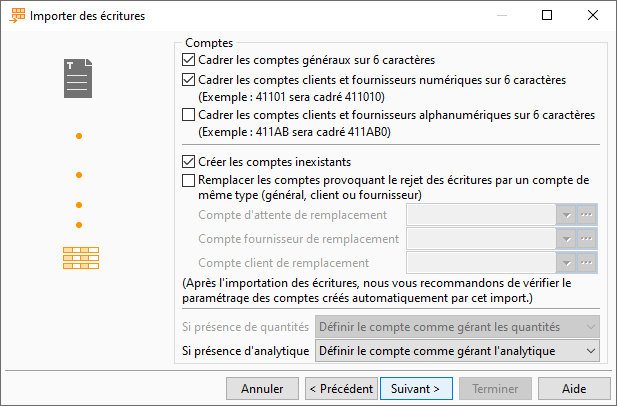 Importer des écritures
Comptes
Cadrer les comptes généraux sur 6 caractères
Cadrer les comptes clients et fournisseurs numériques sur 6 caractères
(Exemple : 41101 sera cadré 411010)
Cadrer les comptes clients et fournisseurs alphanumériques sur 6 caractères
(Exemple : 411AB sera cadré 411AB0)
Créer les comptes inexistants
Remplacer les comptes provoquant le rejet des écritures par un compte de
même type (général, client ou fournisseur)
Compte d'attente de remplacement
Compte fournisseur de remplacement
Compte client de remplacement
(Après l'importation des écritures, nous vous recommandons de vérifier le
paramétrage des comptes créés automatiquement par cet import.)
Si présence de quantités Définir le compte comme gérant les quantités
Si présence d'analytique Définir le compte comme gérant l'analytique
Annuler < Précédent Suivant > Terminer Aide